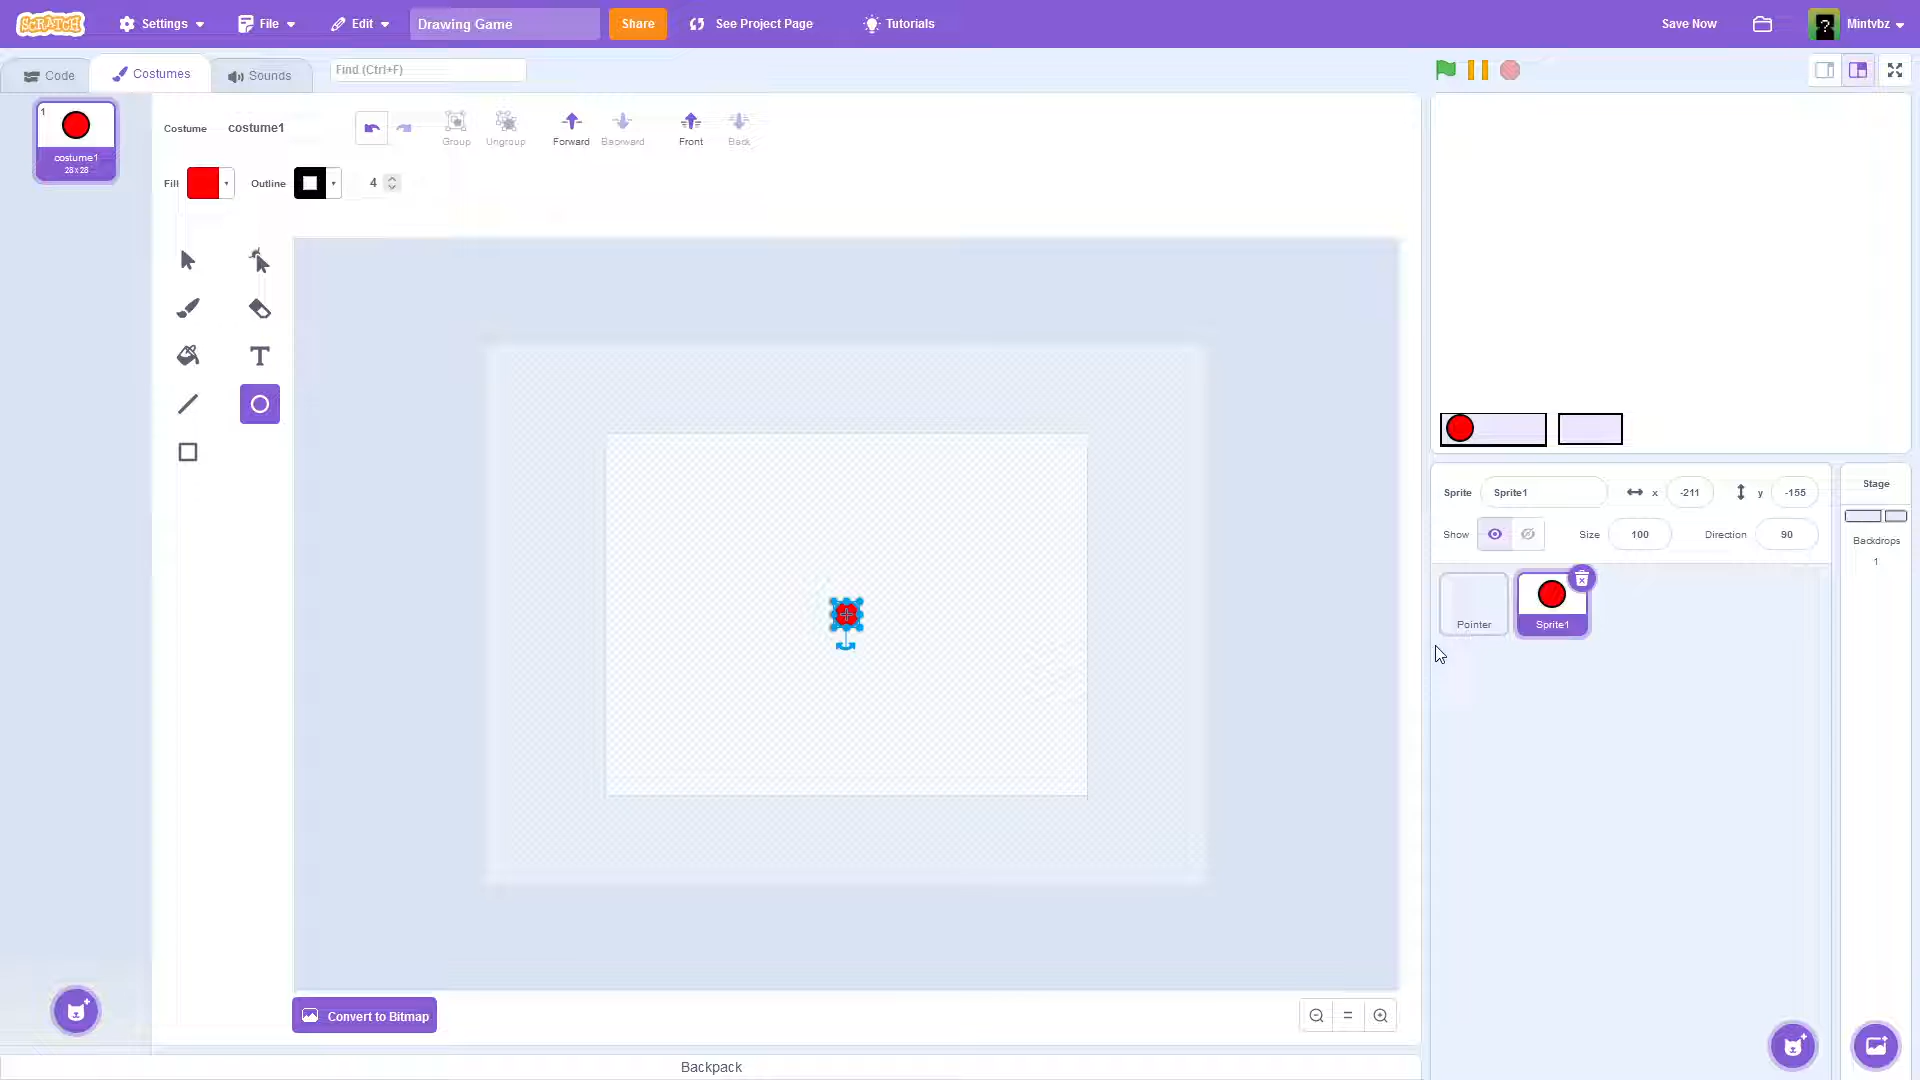 SCRATCH
Settings
File
Edit
Drawing Game
Share
See Project Page
Tutorials
Save Now
?
Mintvbz
Code
Costumes
Sounds
Find (Ctrl+F)
1
costume1
28 x 28
Costume
costume1
Group
Ungroup
Forward
Backward
Front
Back
Fill
Outline
4
T
Sprite
Sprite1
x
-211
y
-155
Show
Size
100
Direction
90
Stage
Backdrops
1
Pointer
Sprite1
Convert to Bitmap
=
Backpack